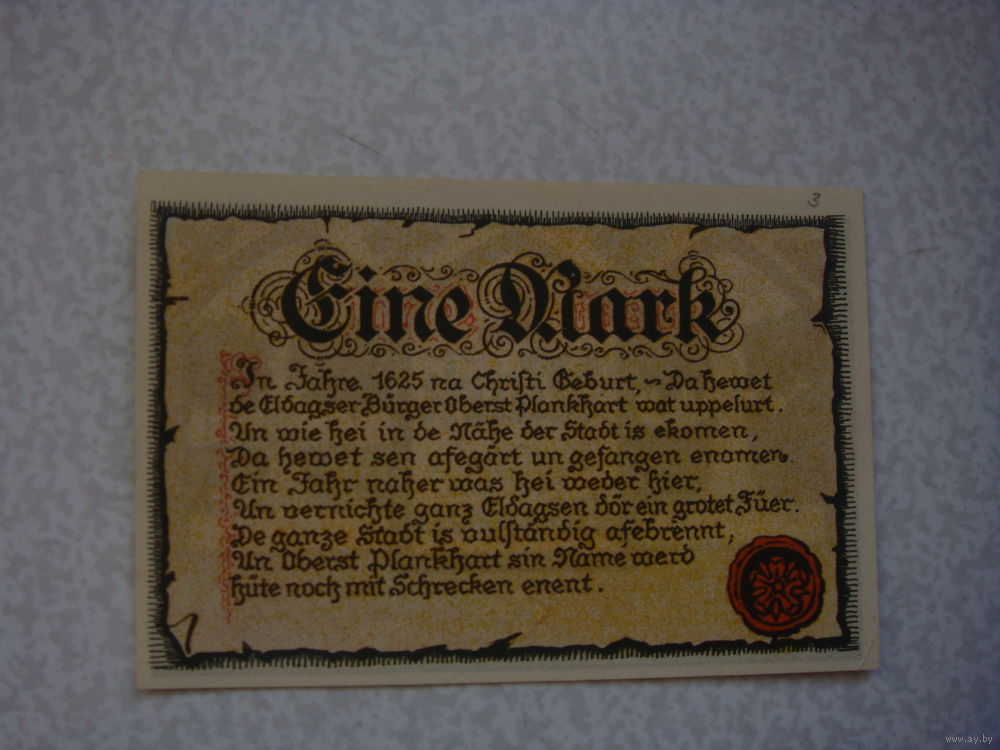 3
Eine Mark
In Jahre 1625 na Christi Geburt, ~ Da hewet
de Eldagser Bürger Oberst Plankhart wat uppelurt.
Un wie hei in de Nähe der Stadt is ekomen,
Da hewet sen afegärt un gefangen enomen.
Ein Jahr naher was hei weder hier,
Un vernichte ganz Eldagsen dör ein grotet Füer.
De ganze Stadt is vulständig afebrennt,
Un Oberst Plankhart sin Name werd
hüte noch mit Schrecken enent.
www.ay.by